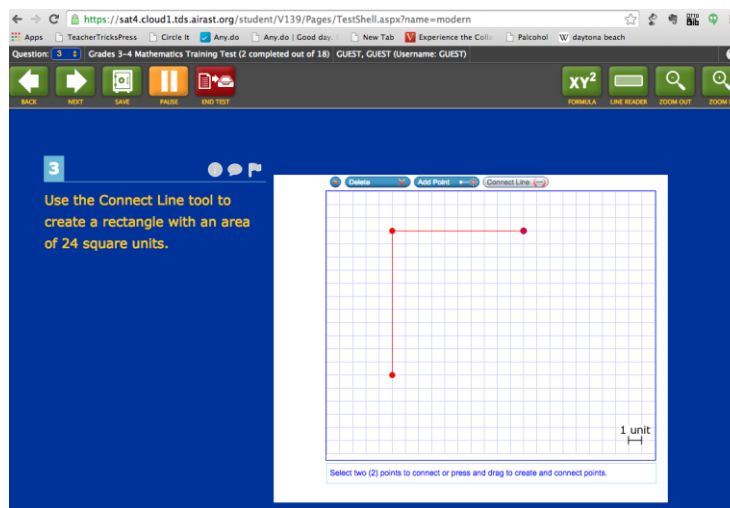 https://sat4.cloud1.tds.airast.org/student/V139/Pages/TestShell.aspx?name=modern
Apps TeacherTricksPress Circle It Any.do Any.do | Good day. New Tab Experience the Colla Palcohol W daytona beach
Question: 3 Grades 3–4 Mathematics Training Test (2 completed out of 18) GUEST, GUEST (Username: GUEST)
XY²
BACK NEXT SAVE PAUSE END TEST FORMULA LINE READER ZOOM OUT ZOOM
3
Delete Add Point Connect Line
Use the Connect Line tool to
create a rectangle with an area
of 24 square units.
1 unit
Select two (2) points to connect or press and drag to create and connect points.